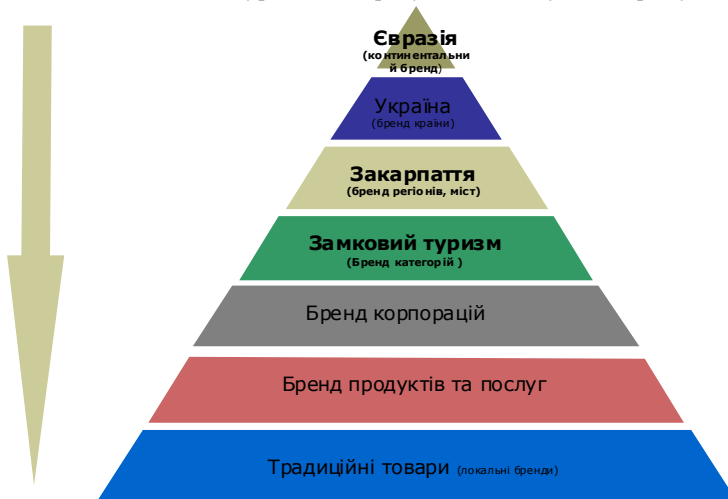 Євразія
(континентальни
й бренд)
Україна
(бренд країни)
Закарпаття
(бренд регіонів, міст)
Замковий туризм
(Бренд категорій )
Бренд корпорацій
Бренд продуктів та послуг
Традиційні товари (локальні бренди)